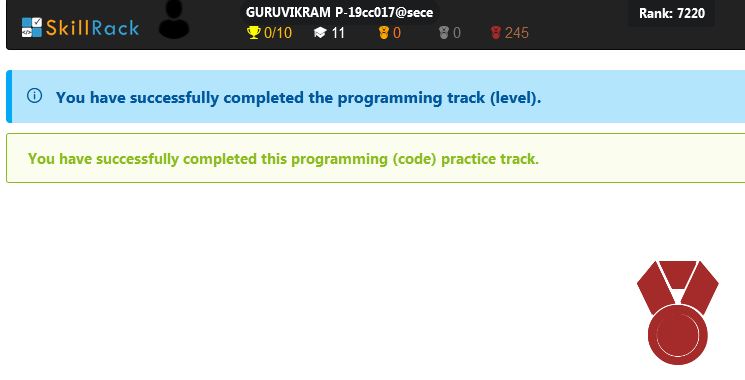 SkillRack
GURUVIKRAM P-19cc017@sece
0/10 11 0 0 245
Rank: 7220
You have successfully completed the programming track (level).
You have successfully completed this programming (code) practice track.